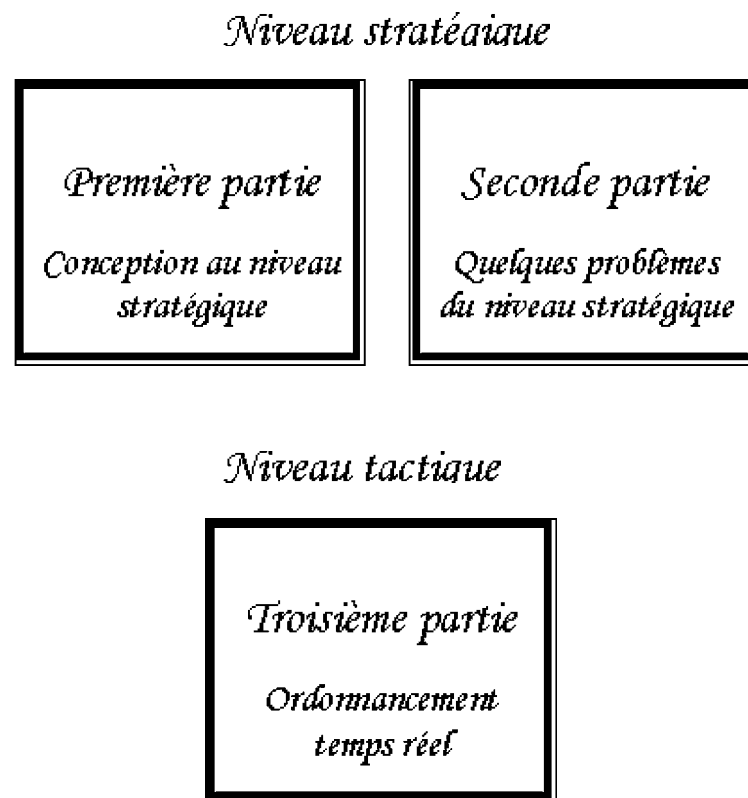 Niveau stratégique
Première partie
Conception au niveau
stratégique
Seconde partie
Quelques problèmes
du niveau stratégique
Niveau tactique
Troisième partie
Ordonnancement
temps réel